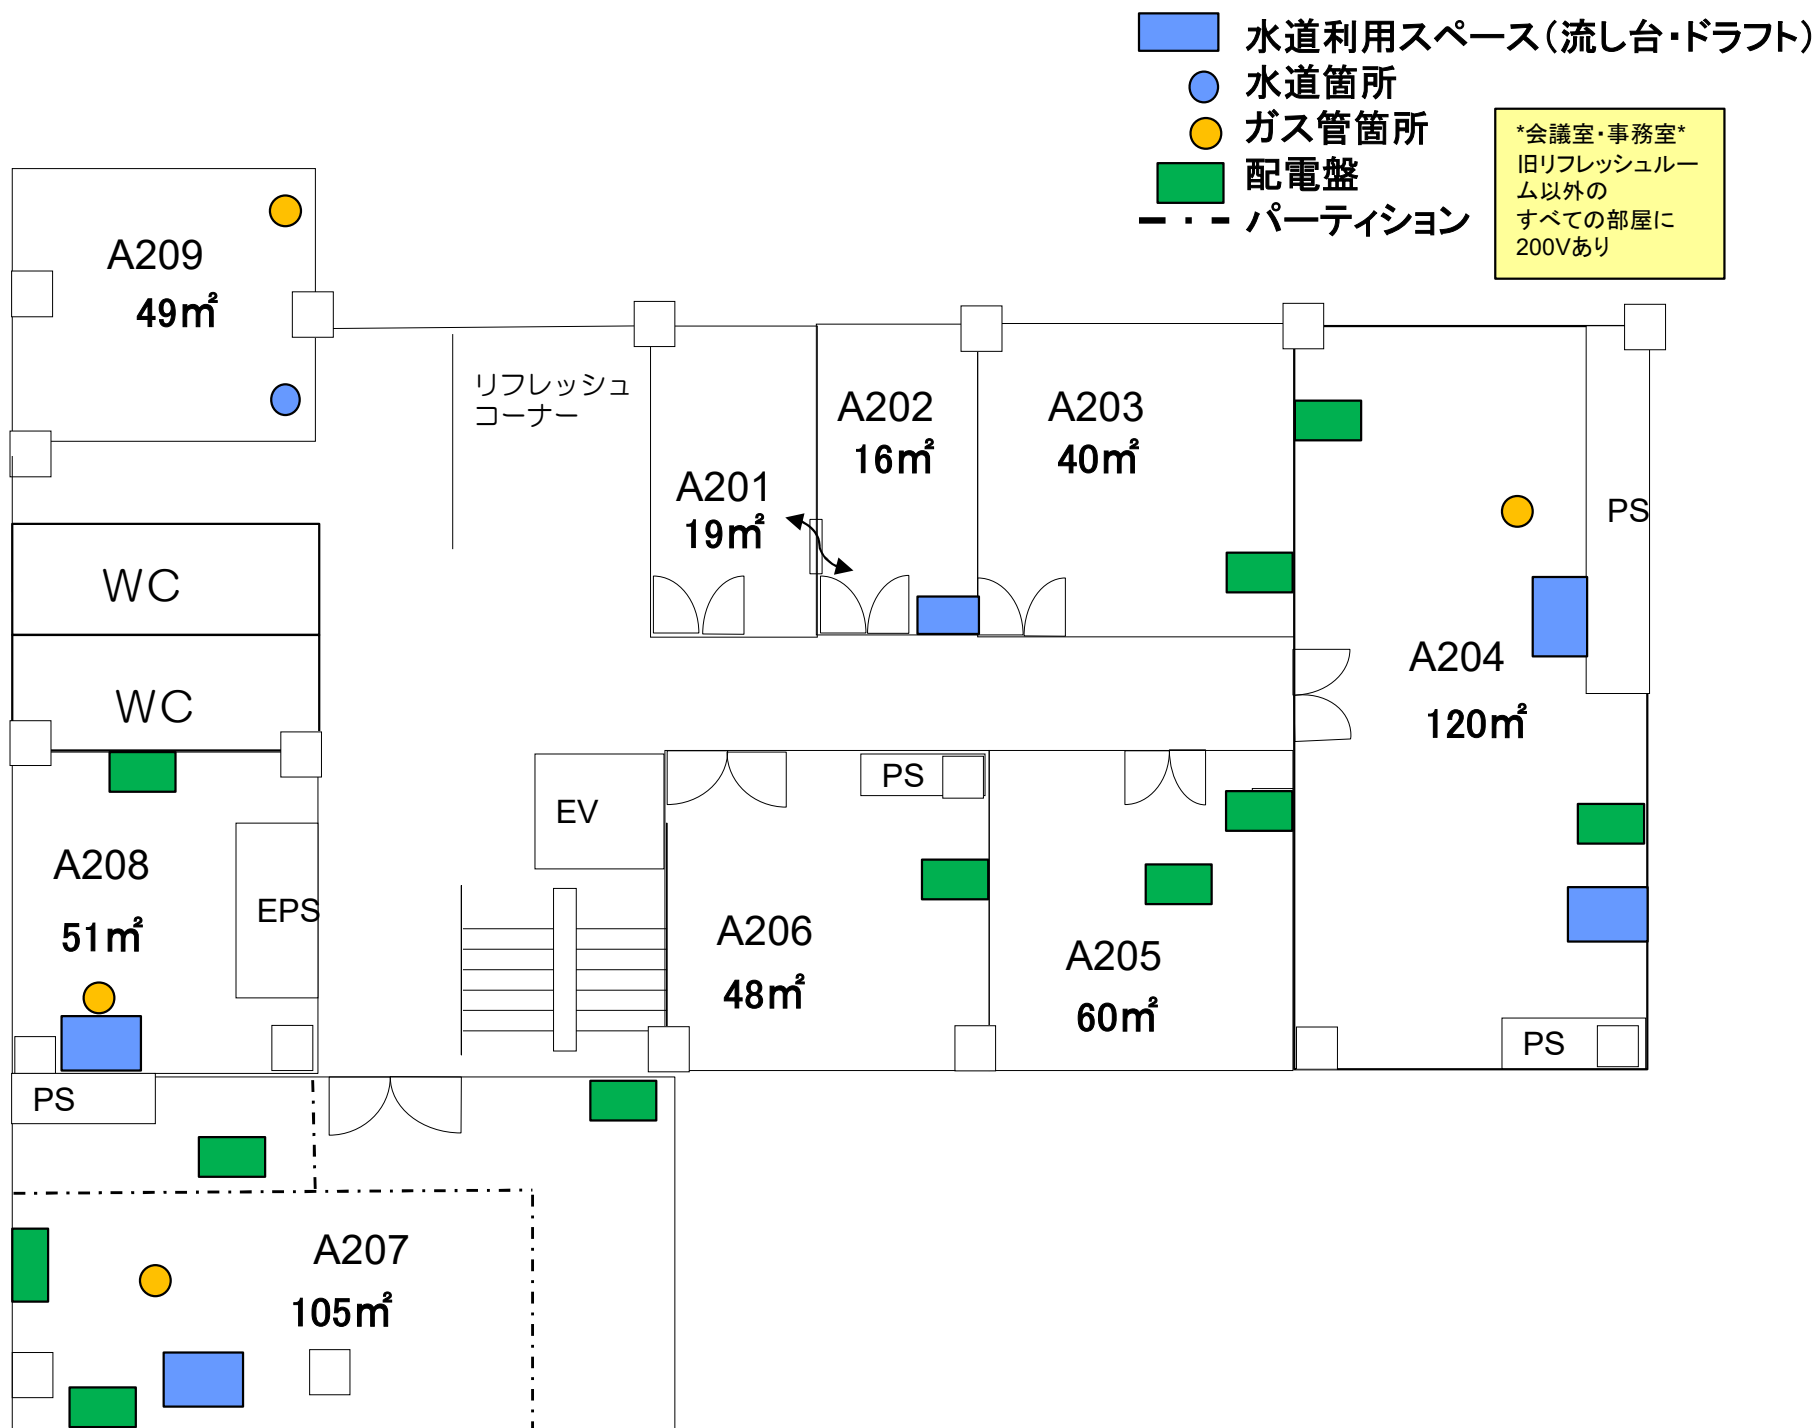 水道利用スペース(流し台・ドラフト)
水道箇所
ガス管箇所
配電盤
パーティション
*会議室・事務室*
旧リフレッシュルー
ム以外の
すべての部屋に
200Vあり
A209
49㎡
リフレッシュ
コーナー
A201
19㎡
A202
16㎡
A203
40㎡
PS
A204
120㎡
WC
WC
EV
PS
A208
51㎡
EPS
A206
48㎡
A205
60㎡
PS
PS
A207
105㎡